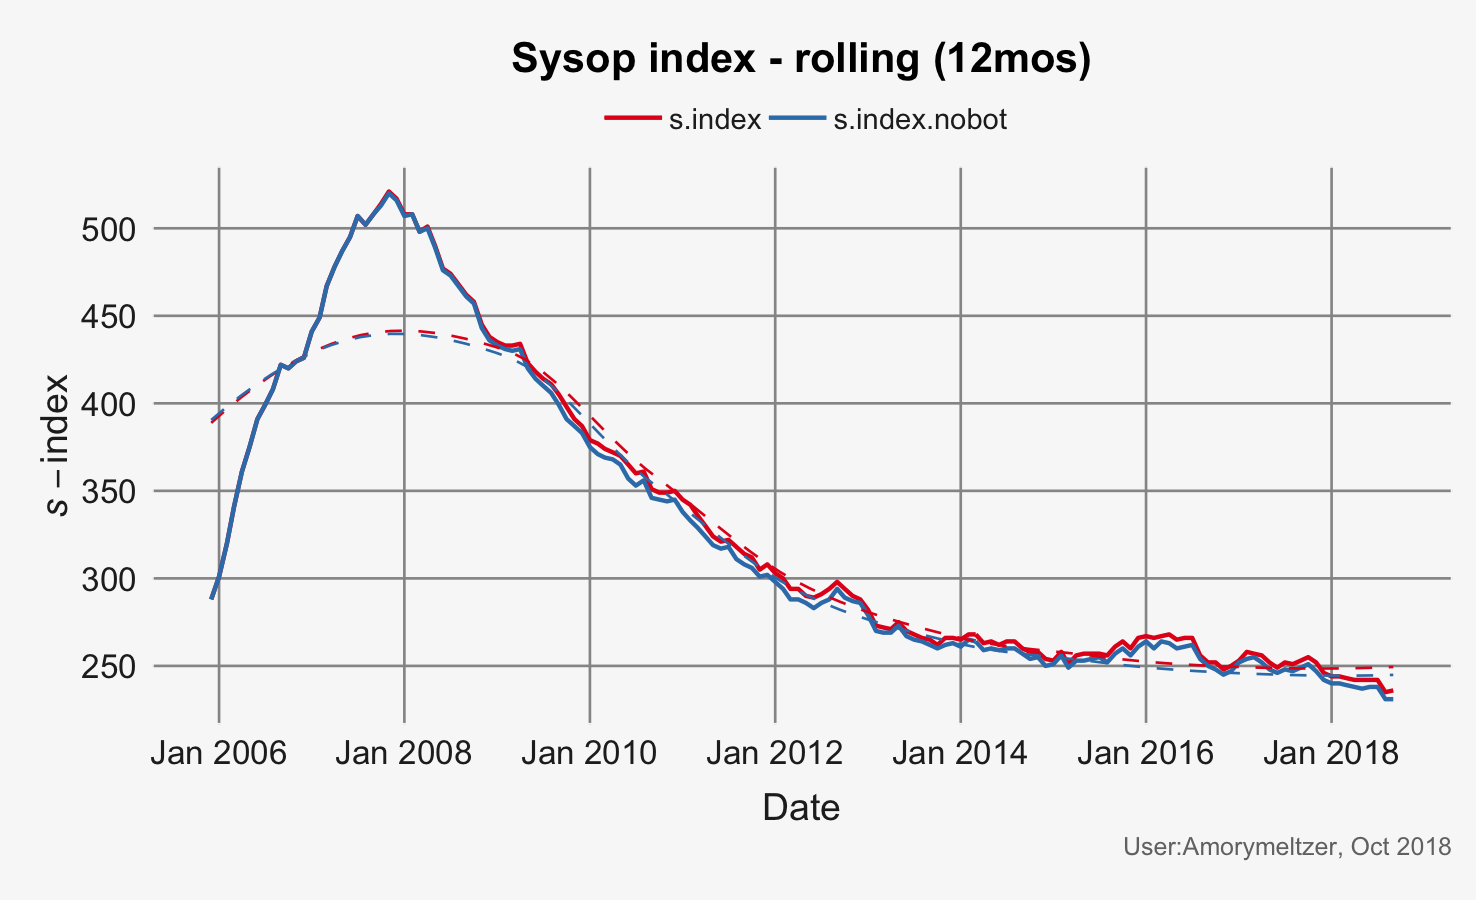 Sysop index - rolling (12mos)
s.index s.index.nobot
500
450
400
350
300
250
s – index
Jan 2006 Jan 2008 Jan 2010 Jan 2012 Jan 2014 Jan 2016 Jan 2018
Date
User:Amorymeltzer, Oct 2018